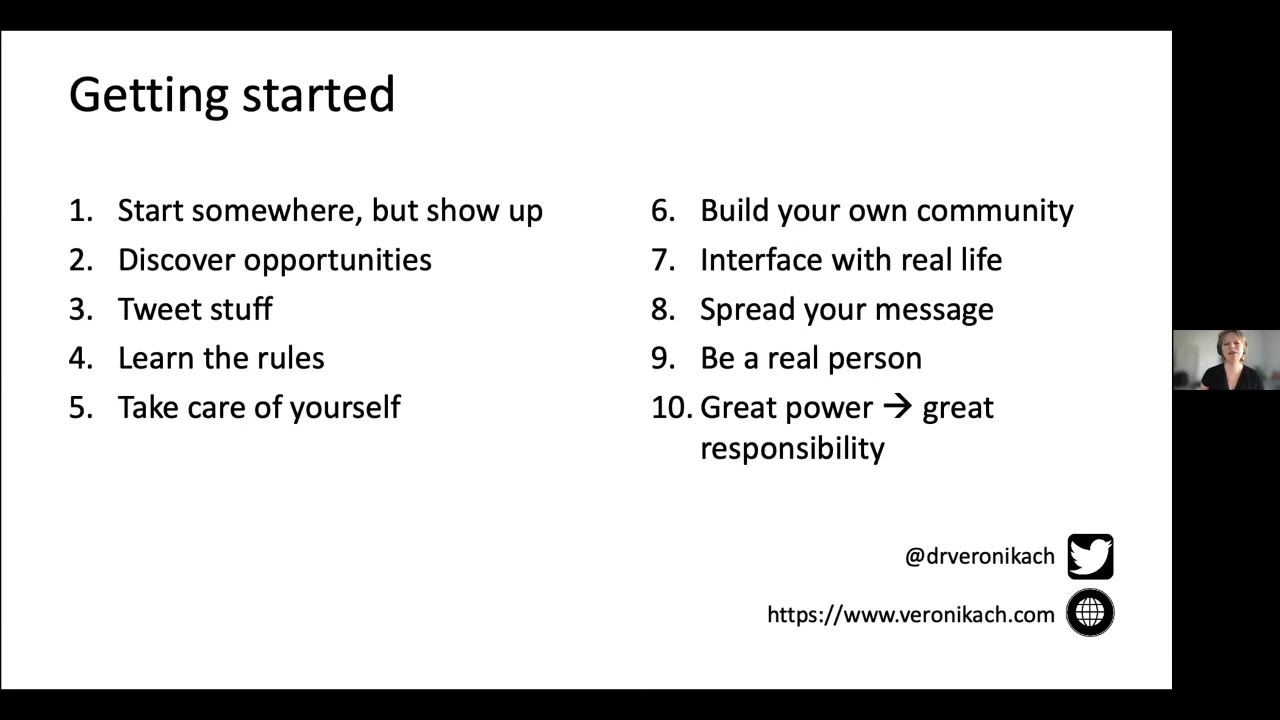 Getting started
1. Start somewhere, but show up
2. Discover opportunities
3. Tweet stuff
4. Learn the rules
5. Take care of yourself
6. Build your own community
7. Interface with real life
8. Spread your message
9. Be a real person
10. Great power → great
responsibility
@drveronikach
https://www.veronikach.com